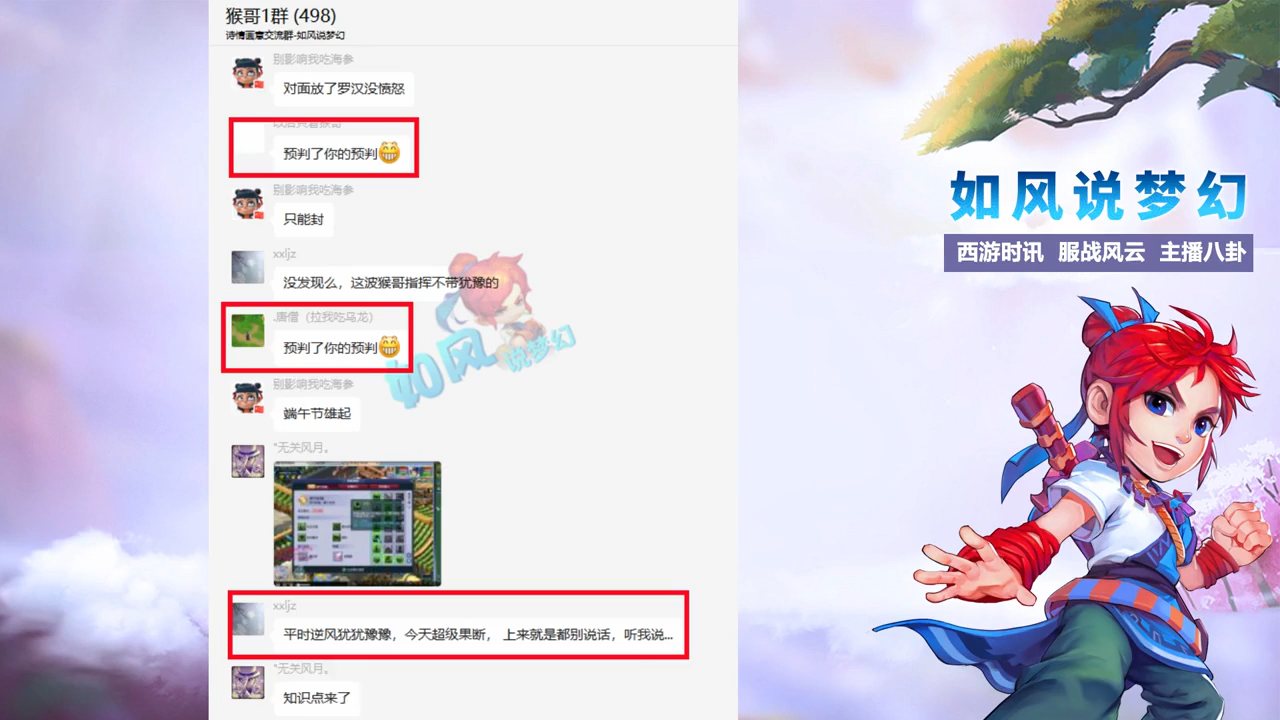 猴哥1群 (498)
诗情画意交流群-如风说梦幻
别影响我吃海参
对面放了罗汉没愤怒
预判了你的预判
别影响我吃海参
只能封
xxljz
没发现么，这波猴哥指挥不带犹豫的
.唐僧（拉我吃乌龙）
预判了你的预判
别影响我吃海参
端午节雄起
*无关风月。
xxljz
平时逆风犹犹豫豫，今天超级果断， 上来就是都别说话，听我说...
*无关风月。
知识点来了
如风说梦幻
如风说梦幻
西游时讯 服战风云 主播八卦